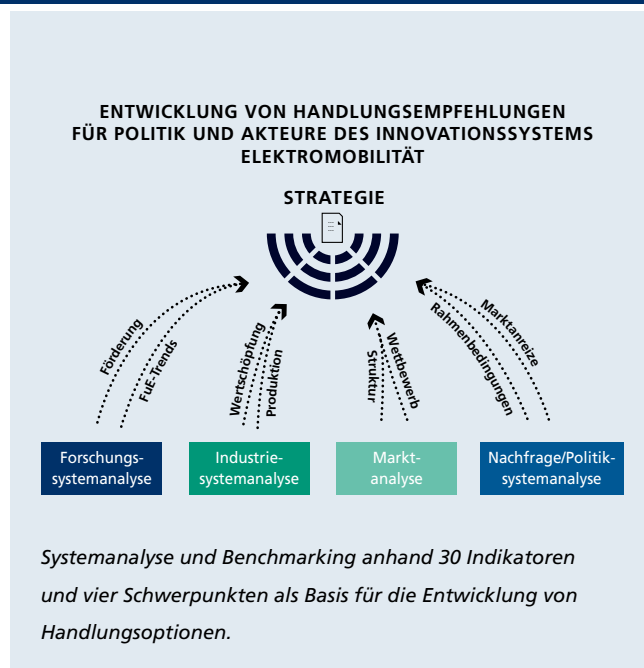 ENTWICKLUNG VON HANDLUNGSEMPFEHLUNGEN
FÜR POLITIK UND AKTEURE DES INNOVATIONSSYSTEMS
ELEKTROMOBILITÄT
STRATEGIE
Förderung
FuE-Trends
Wertschöpfung
Produktion
Struktur
Wettbewerb
Rahmenbedingungen
Marktanreize
Forschungs-
systemanalyse
Industrie-
systemanalyse
Markt-
analyse
Nachfrage/Politik-
systemanalyse
Systemanalyse und Benchmarking anhand 30 Indikatoren
und vier Schwerpunkten als Basis für die Entwicklung von
Handlungsoptionen.